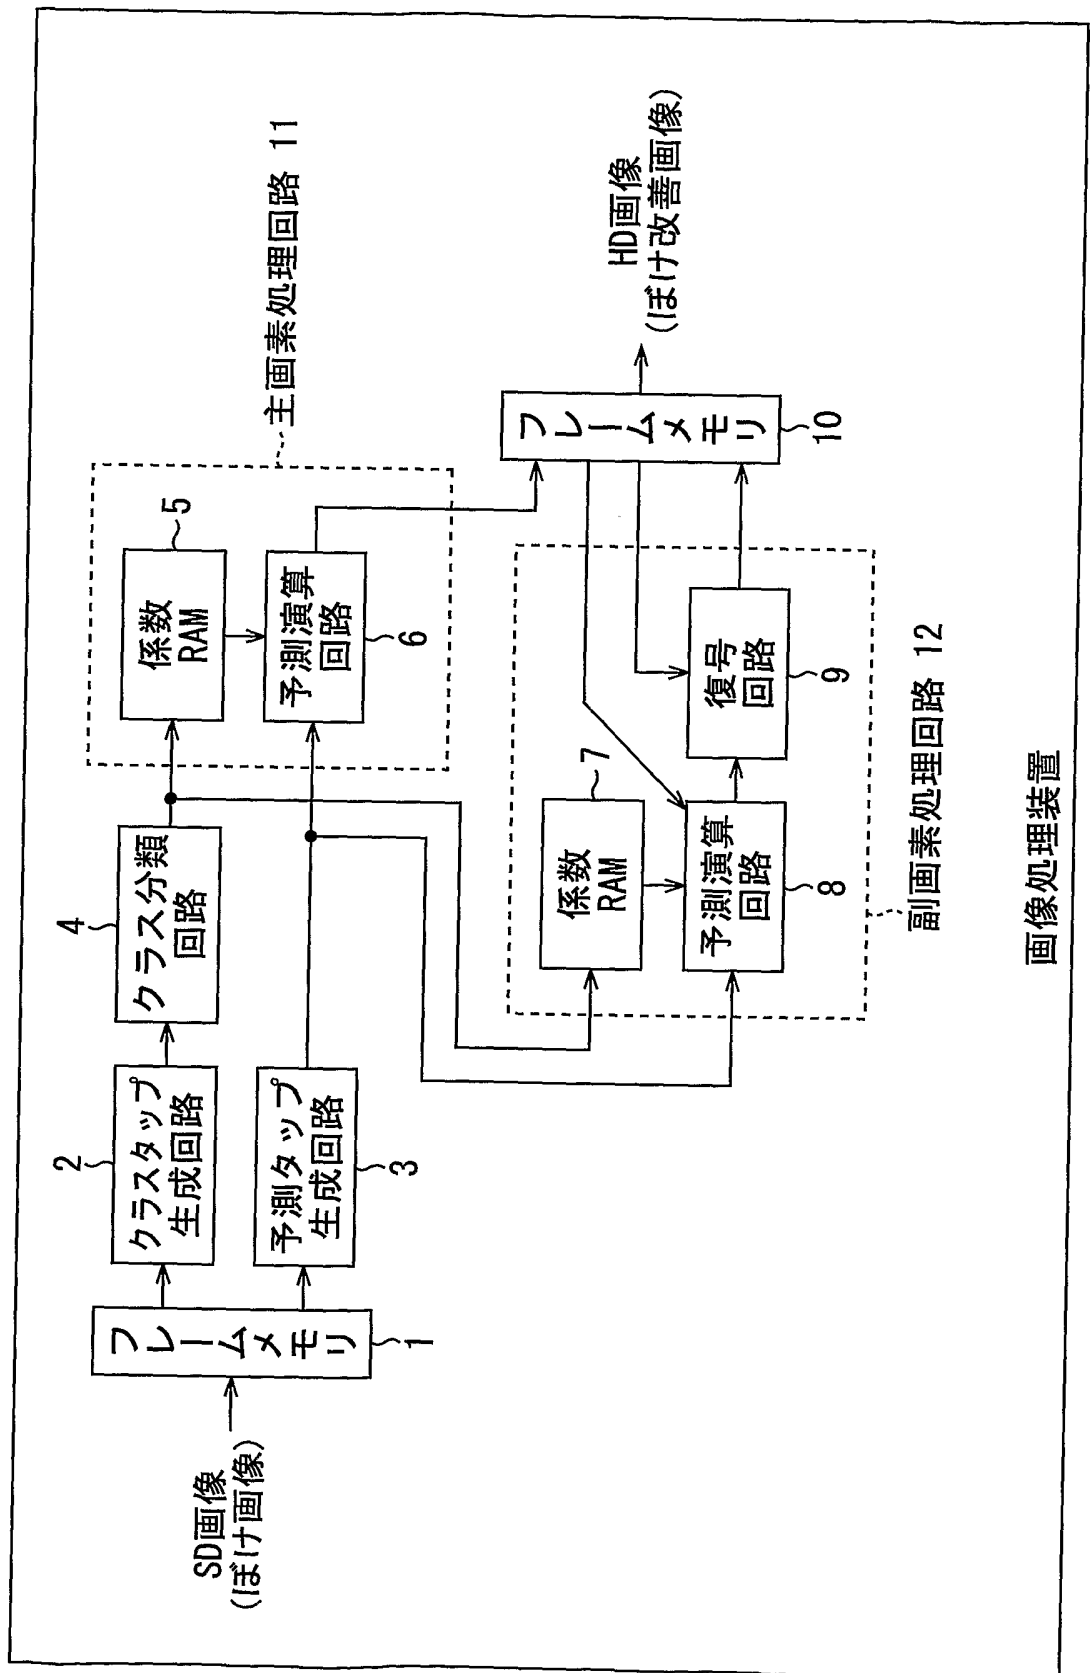 SD画像
(ぼけ画像)
フレームメモリ
1
2
クラスタップ
生成回路
予測タップ
生成回路
3
4
クラス分類
回路
主画素処理回路 11
係数
RAM
5
予測演算
回路
6
係数
RAM
7
予測演算
回路
8
復号
回路
9
副画素処理回路 12
フレームメモリ
10
HD画像
(ぼけ改善画像)
画像処理装置